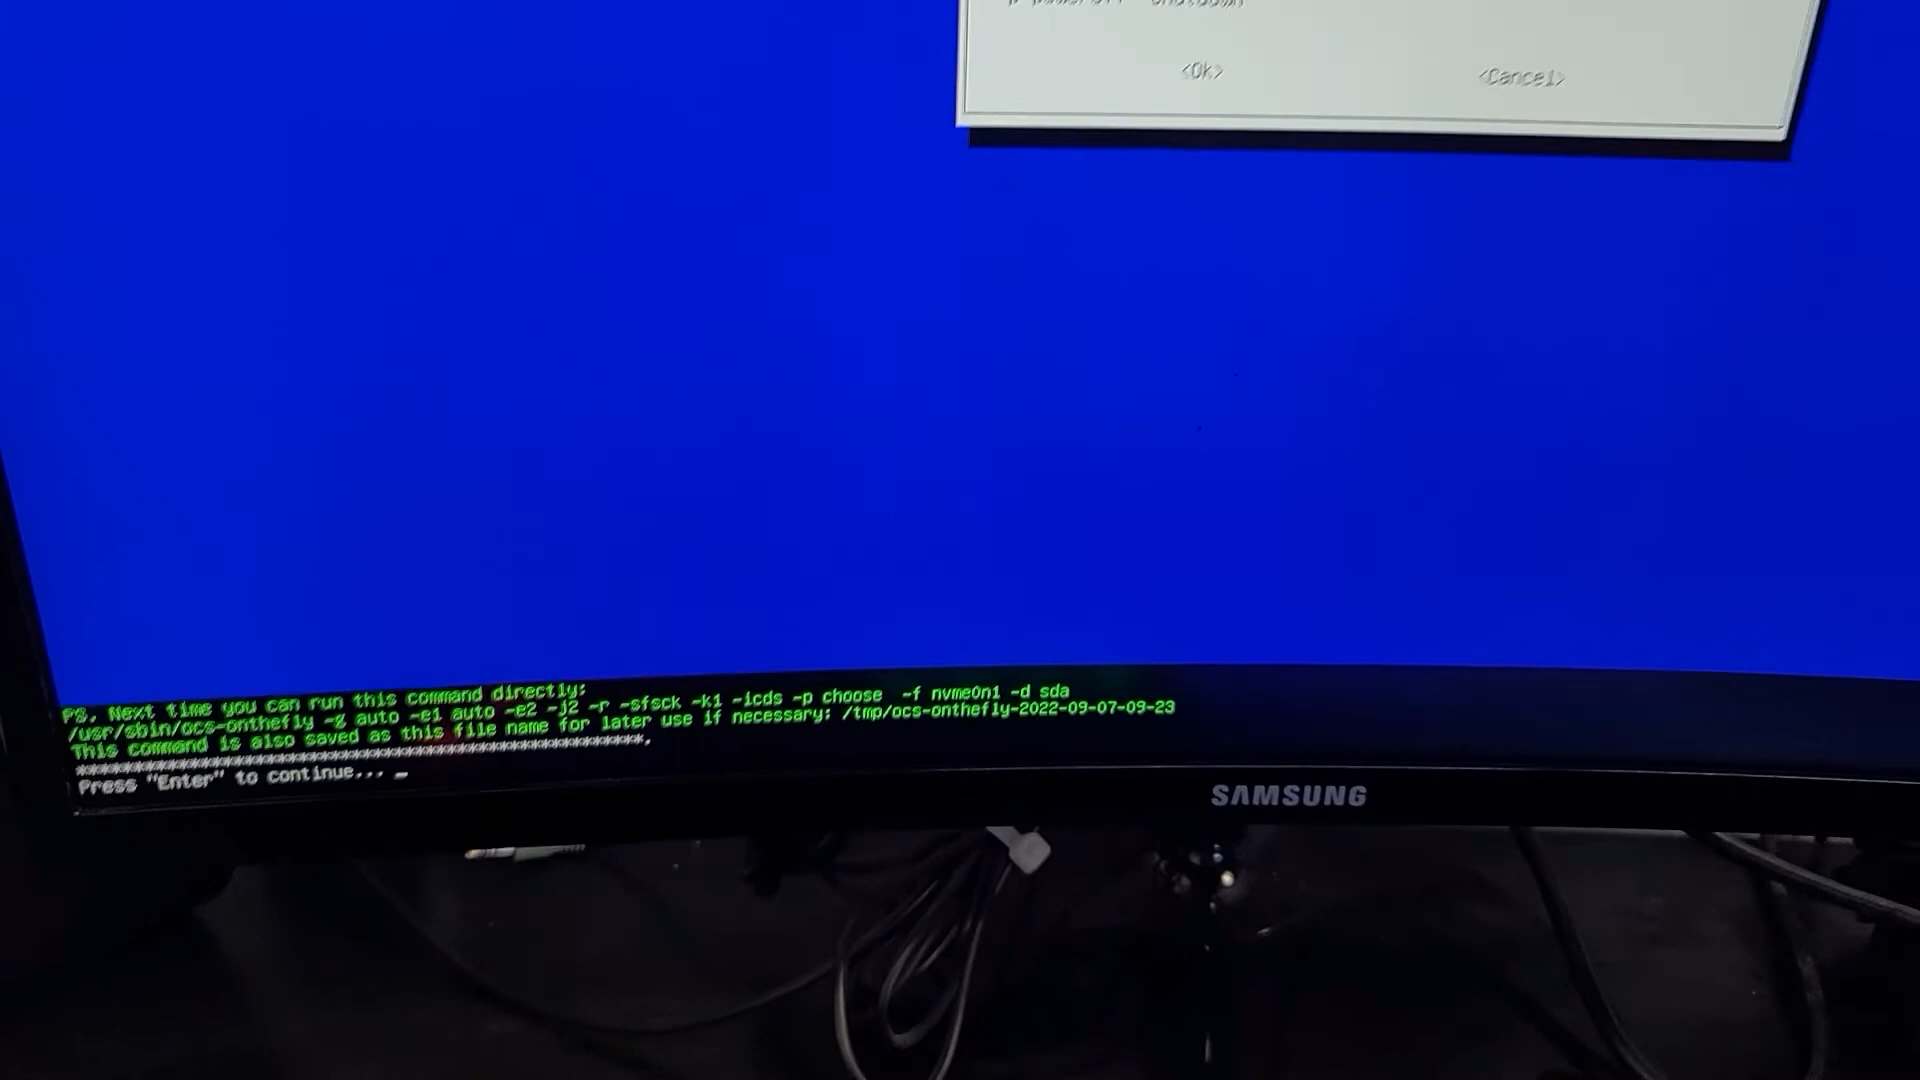 <Ok> <Cancel>
PS. Next time you can run this command directly:
/usr/sbin/ocs-onthefly -g auto -e1 auto -e2 -j2 -r -sfsck -k1 -icds -p choose  -f nvme0n1 -d sda
This command is also saved as this file name for later use if necessary: /tmp/ocs-onthefly-2022-09-07-09-23
Press "Enter" to continue...
SAMSUNG